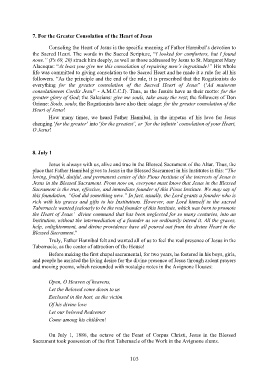 7. For the Greater Consolation of the Heart of Jesus
Consoling the Heart of Jesus is the specific meaning of Father Hannibal's devotion to
the Sacred Heart. The words in the Sacred Scripture, "I looked for comforters, but I found
none," (Ps 69, 20) struck him deeply, as well as those addressed by Jesus to St. Margaret Mary
Alacoque: "At least you give me this consolation of repairing men's ingratitude!" His whole
life was committed to giving consolation to the Sacred Heart and he made it a rule for all his
followers. "As the principle and the end of the rule, it is prescribed that the Rogationists do
everything for the greater consolation of the Sacred Heart of Jesus" ("Ad maiorem
consolationem Cordis Jesu" - A.M.C.C.J). Thus, as the Jesuits have as their motto: for the
greater glory of God; the Salesians: give me souls, take away the rest; the followers of Don
Orione: Souls, souls; the Rogationists have also their adage: for the greater consolation of the
Heart of Jesus!
How many times, we heard Father Hannibal, in the impetus of his love for Jesus
changing 'for the greater' into 'for the greatest', or 'for the infinite' consolation of your Heart,
O Jesus!
8. July 1
Jesus is always with us, alive and true in the Blessed Sacrament of the Altar. Thus, the
place that Father Hannibal gives to Jesus in the Blessed Sacrament in his Institutes is this: "The
loving, fruitful, dutiful, and permanent center of this Pious Institute of the interests of Jesus is
Jesus in the Blessed Sacrament. From now on, everyone must know that Jesus in the Blessed
Sacrament is the true, effective, and immediate founder of this Pious Institute. We may say of
this foundation, "God did something new." In fact, usually, the Lord grants a founder who is
rich with his graces and gifts to his Institutions. However, our Lord himself in the sacred
Tabernacle wanted jealously to be the real founder of this Institute, which was born to promote
the Heart of Jesus' divine command that has been neglected for so many centuries, into an
Institution, without the intermediation of a founder as we ordinarily intend it. All the graces,
help, enlightenment, and divine providence have all poured out from his divine Heart in the
Blessed Sacrament."
Truly, Father Hannibal felt and wanted all of us to feel the real presence of Jesus in the
Tabernacle, as the center of attraction of the House!
Before making the first chapel sacramental, for two years, he fostered in his boys, girls,
and people he assisted the living desire for the divine presence of Jesus through ardent prayers
and moving poems, which resounded with nostalgic notes in the Avignone Houses:
Open, O Heaven of heavens,
Let the Beloved come down to us
Enclosed in the host, as the victim
Of his divine love
Let our beloved Redeemer
Come among his children!
On July 1, 1886, the octave of the Feast of Corpus Christi, Jesus in the Blessed
Sacrament took possession of the first Tabernacle of the Work in the Avignone slums.
103